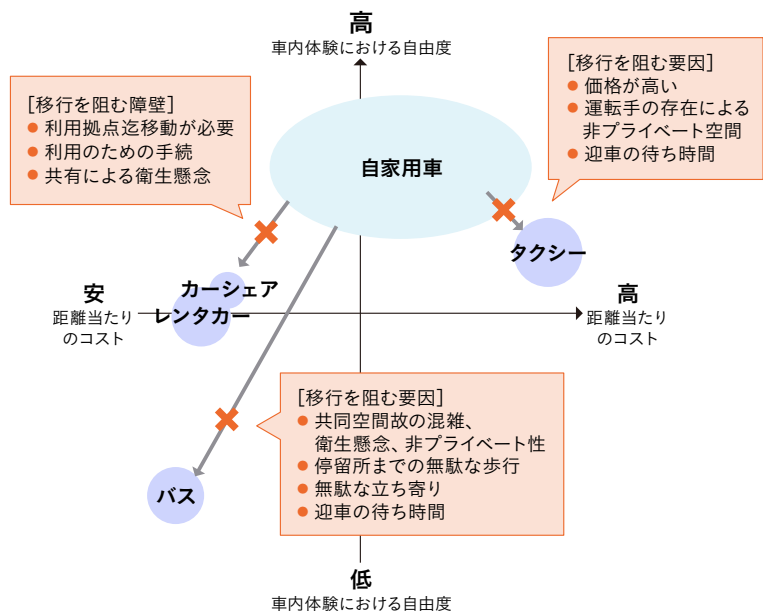 高
車内体験における自由度
[移行を阻む障壁]
● 利用拠点迄移動が必要
● 利用のための手続
● 共有による衛生懸念
[移行を阻む要因]
● 価格が高い
● 運転手の存在による
非プライベート空間
● 迎車の待ち時間
自家用車
タクシー
カーシェア
レンタカー
安
距離当たり
のコスト
高
距離当たり
のコスト
[移行を阻む要因]
● 共同空間故の混雑、
衛生懸念、非プライベート性
● 停留所までの無駄な歩行
● 無駄な立ち寄り
● 迎車の待ち時間
バス
低
車内体験における自由度